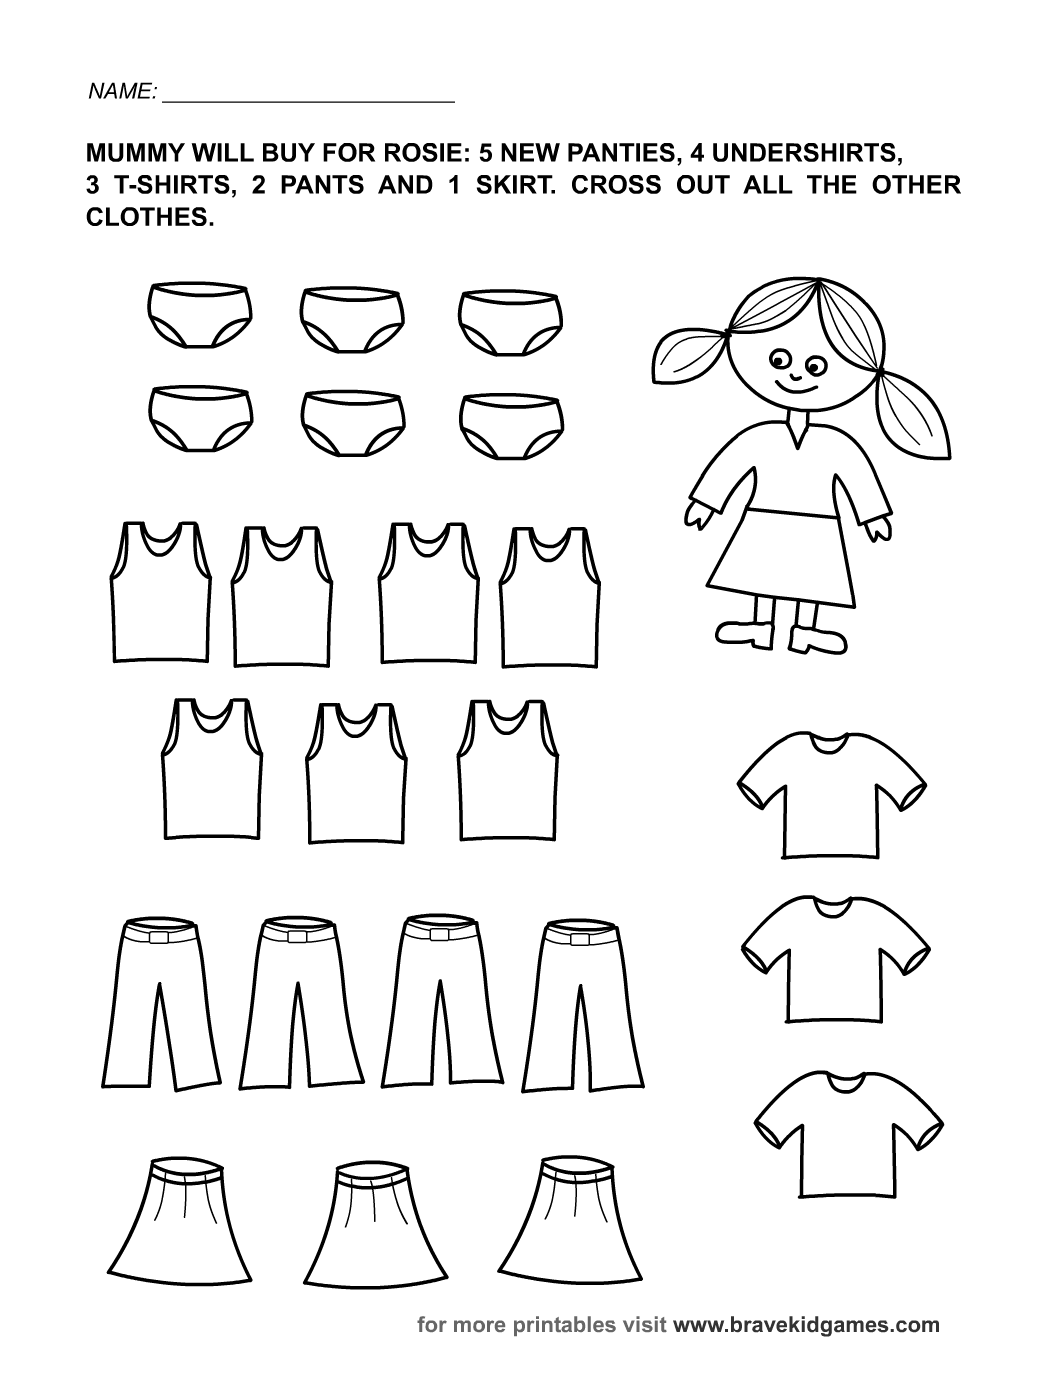 NAME: ________________________
MUMMY WILL BUY FOR ROSIE: 5 NEW PANTIES, 4 UNDERSHIRTS,
3 T-SHIRTS, 2 PANTS AND 1 SKIRT. CROSS OUT ALL THE OTHER
CLOTHES.
for more printables visit www.bravekidgames.com